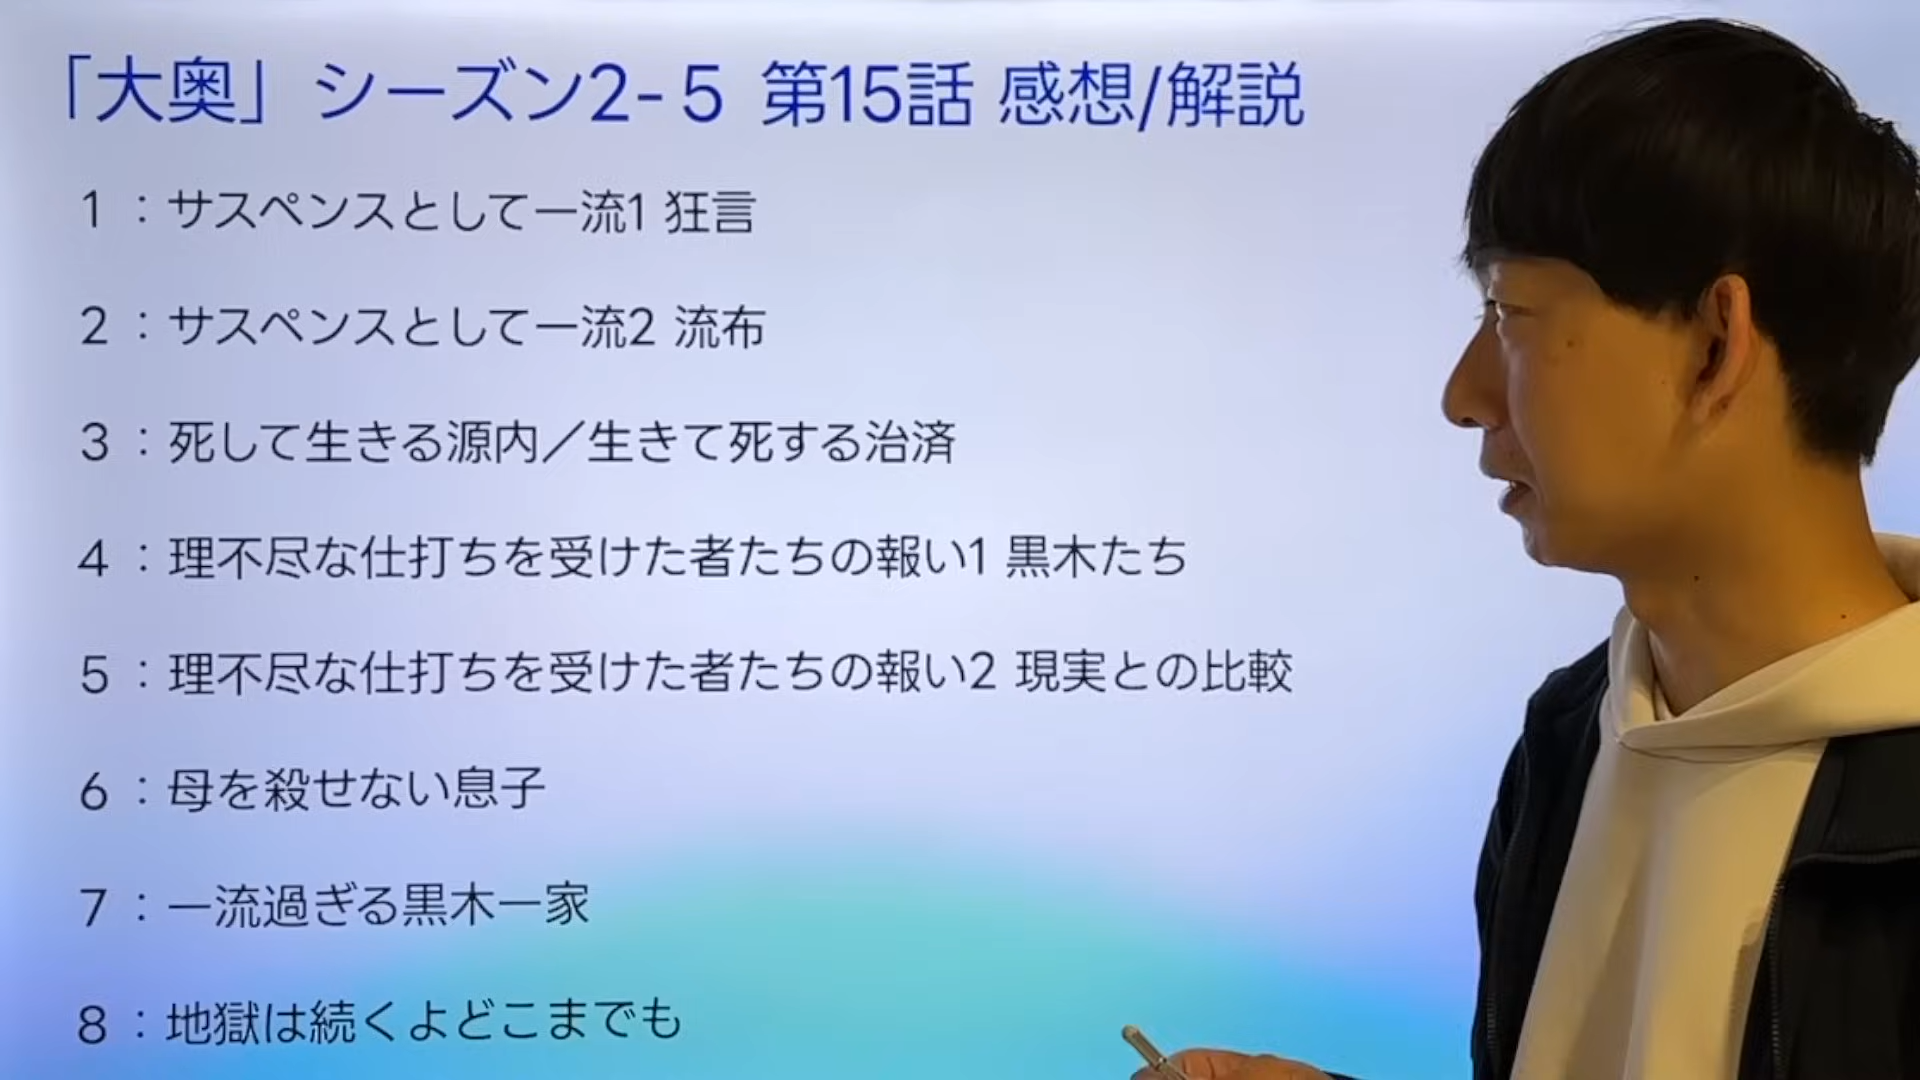 「大奥」シーズン2-5 第15話 感想/解説
1：サスペンスとして一流1 狂言
2：サスペンスとして一流2 流布
3：死して生きる源内／生きて死する治済
4：理不尽な仕打ちを受けた者たちの報い1 黒木たち
5：理不尽な仕打ちを受けた者たちの報い2 現実との比較
6：母を殺せない息子
7：一流過ぎる黒木一家
8：地獄は続くよどこまでも